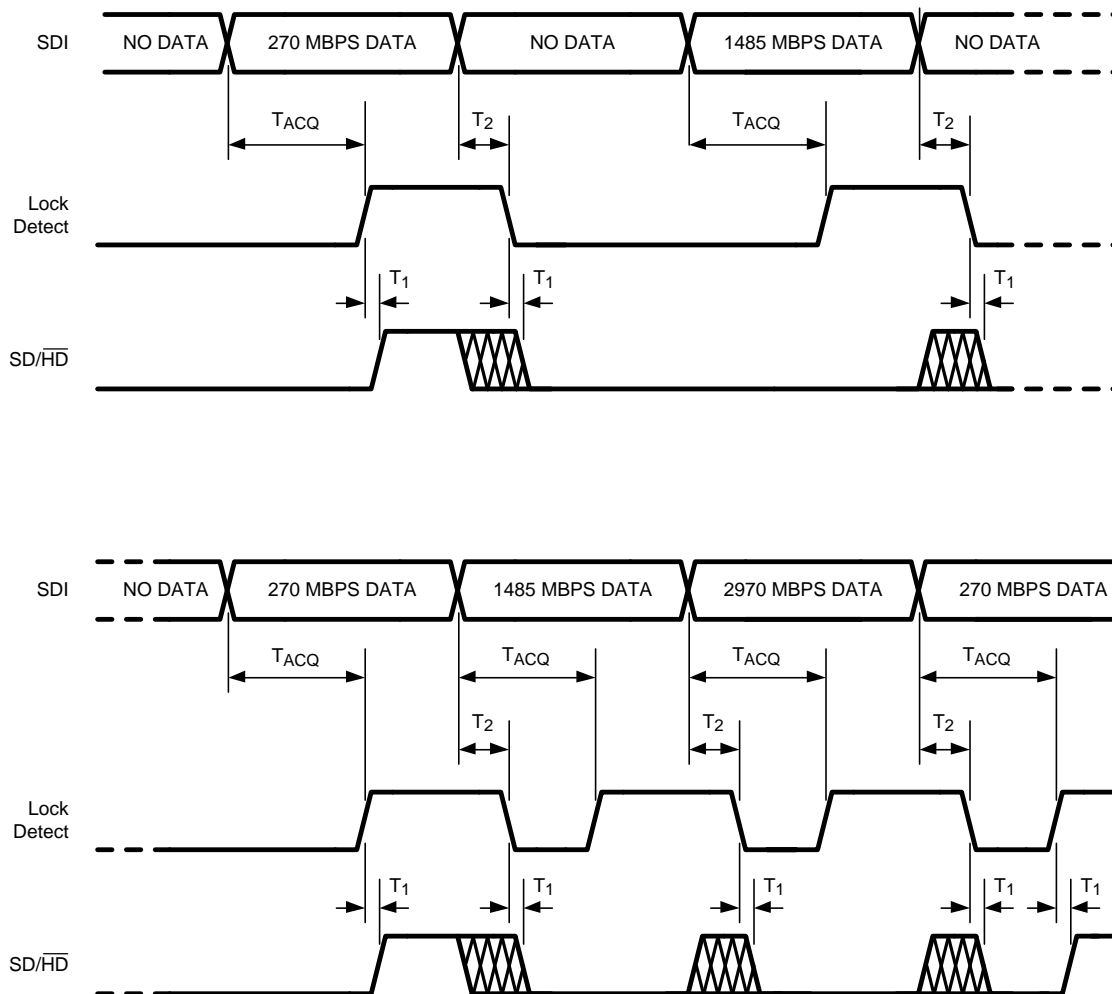 SDI NO DATA 270 MBPS DATA NO DATA 1485 MBPS DATA NO DATA
TACQ T2 TACQ T2
Lock
Detect
T1 T1 T1
SD/H̅D̅
SDI NO DATA 270 MBPS DATA 1485 MBPS DATA 2970 MBPS DATA 270 MBPS DATA
TACQ TACQ TACQ TACQ
T2 T2 T2
Lock
Detect
T1 T1 T1 T1 T1
SD/H̅D̅